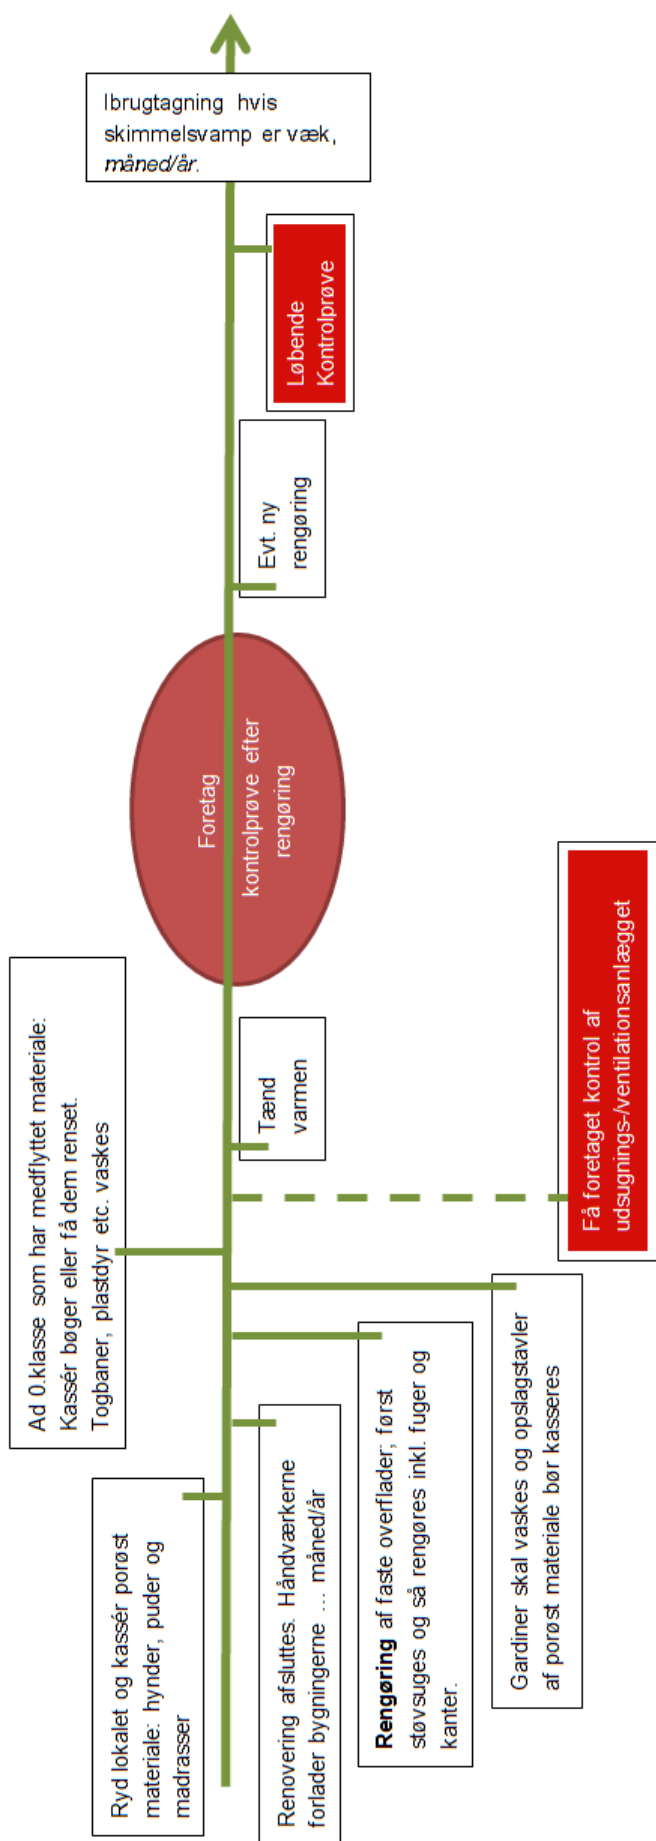 Ryd lokalet og kassér porøst
materiale: hynder, puder og
madrasser
Renovering afsluttes. Håndværkerne
forlader bygningerne … måned/år
Rengøring af faste overflader; først
støvsuges og så rengøres inkl. fuger og
kanter.
Gardiner skal vaskes og opslagstavler
af porøst materiale bør kasseres
Ad 0.klasse som har medflyttet materiale:
Kassér bøger eller få dem renset.
Togbaner, plastdyr etc. vaskes
Få foretaget kontrol af
udsugnings-/ventilationsanlægget
Tænd
varmen
Foretag
kontrolprøve efter
rengøring
Evt. ny
rengøring
Løbende
Kontrolprøve
Ibrugtagning hvis
skimmelsvamp er væk,
måned/år.